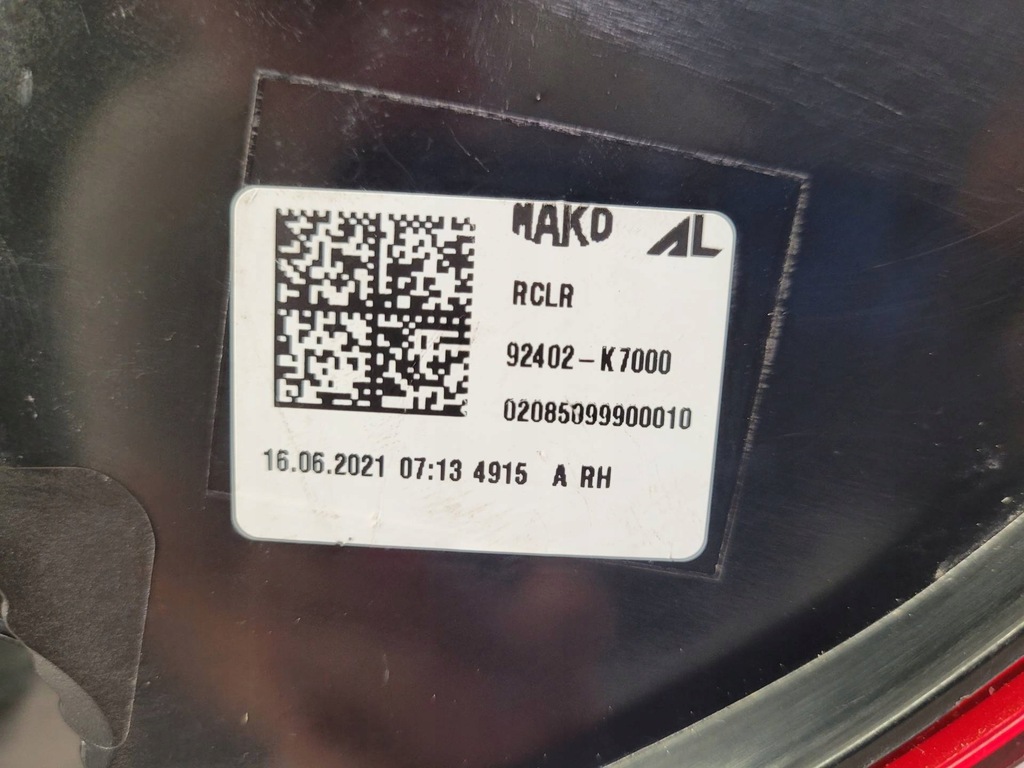 MAKO AL
RCLR
92402-K7000
02085099900010
16.06.2021 07:13 4915 A RH